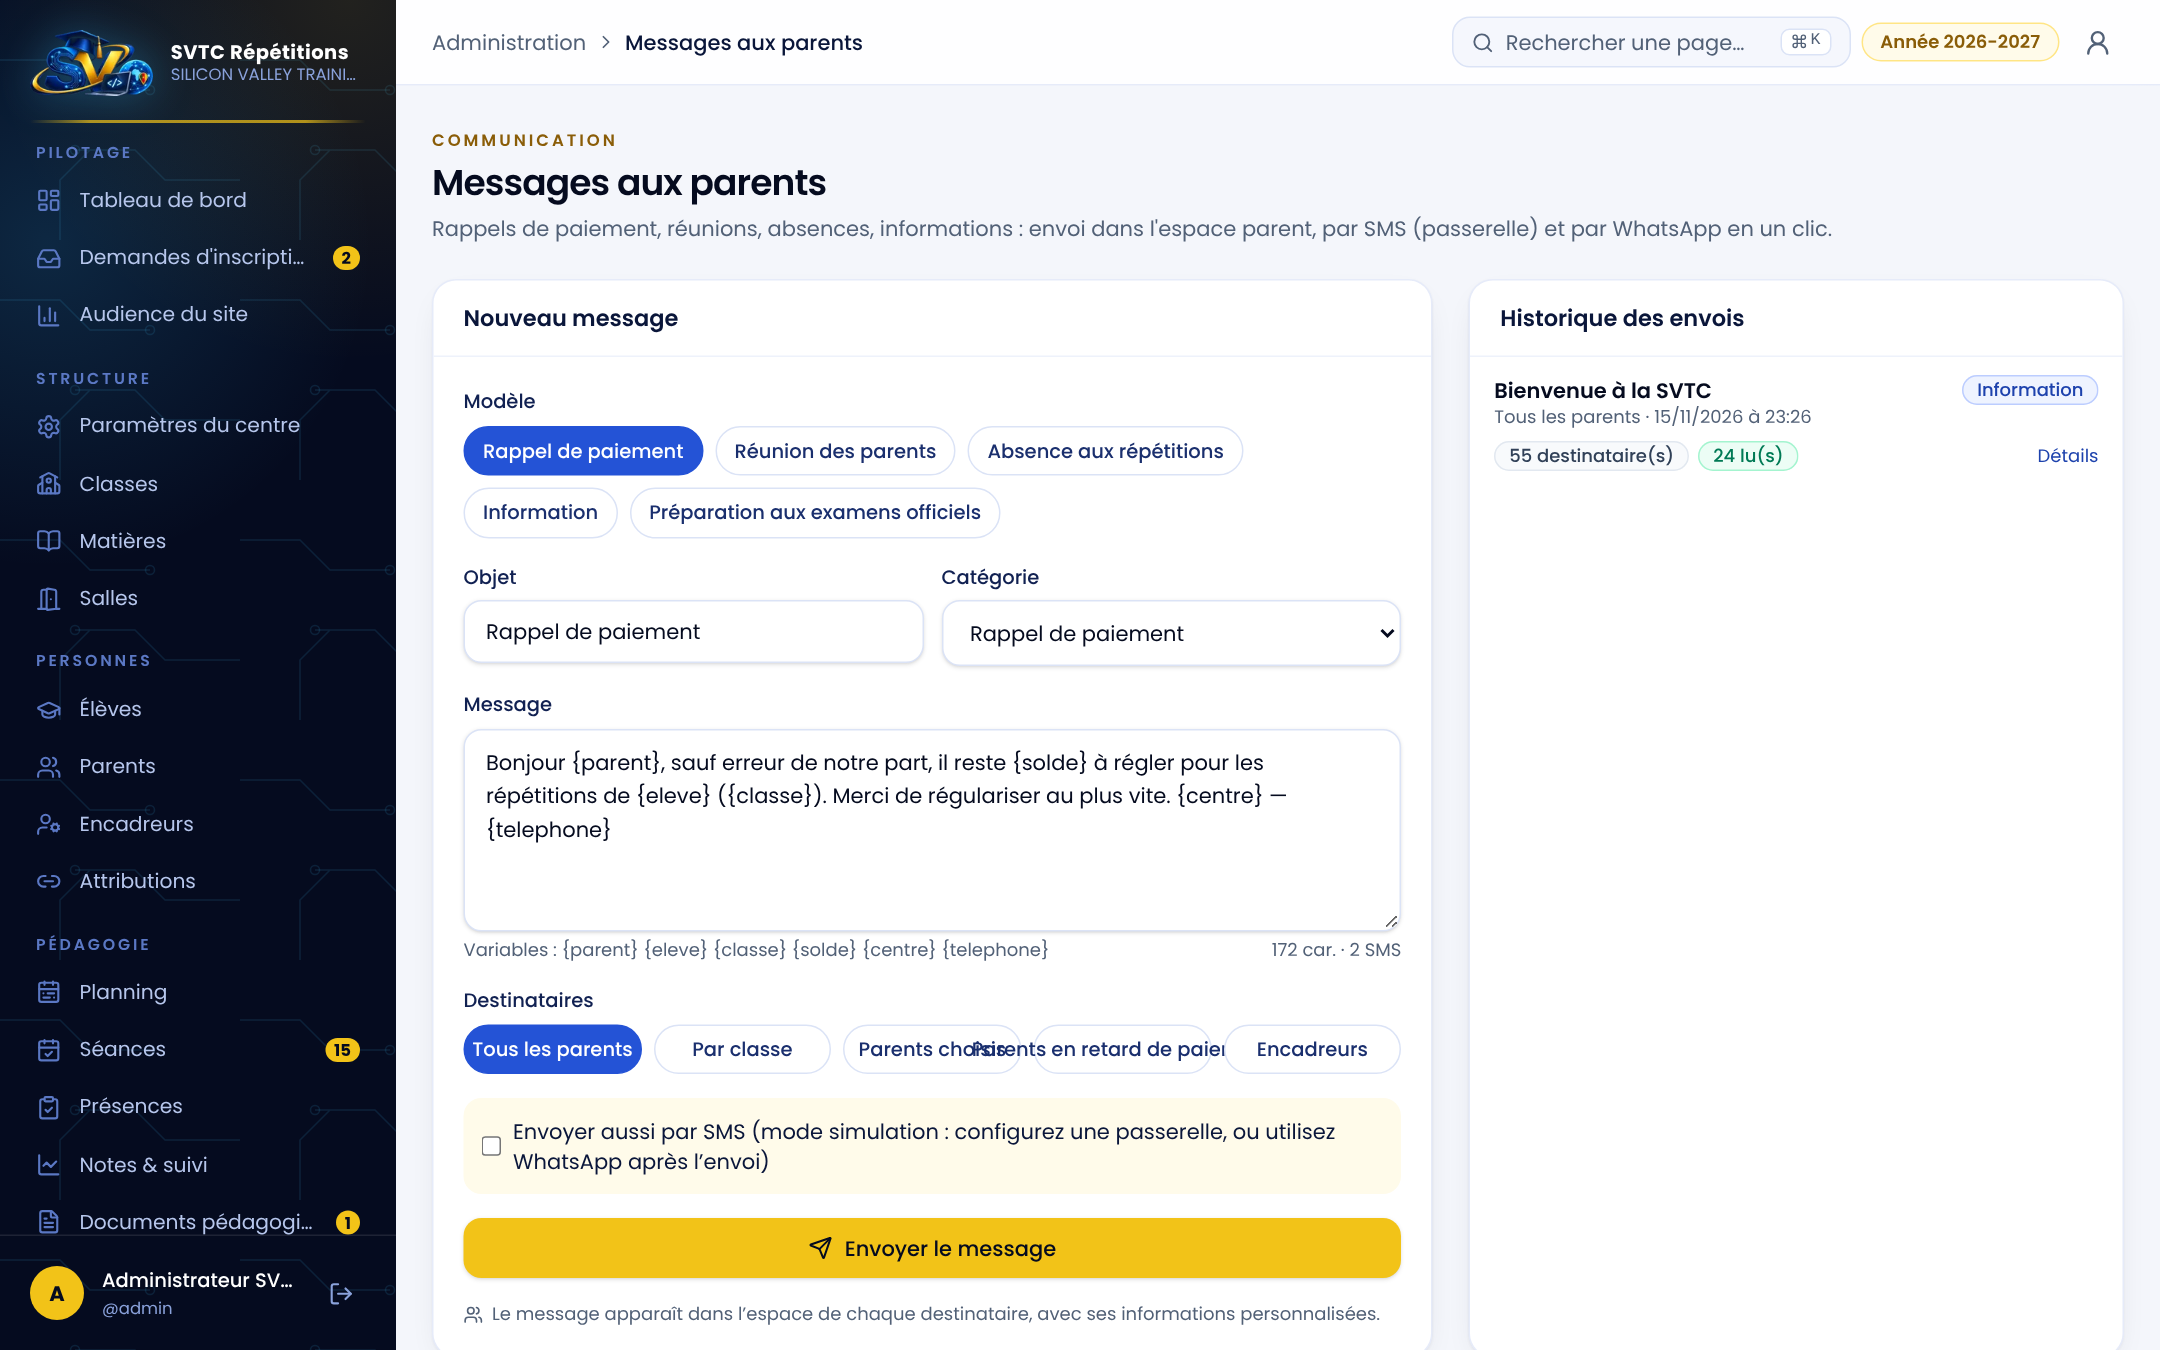 SVTC Répétitions
SILICON VALLEY TRAINI...
PILOTAGE
Tableau de bord
Demandes d'inscripti... 2
Audience du site
STRUCTURE
Paramètres du centre
Classes
Matières
Salles
PERSONNES
Élèves
Parents
Encadreurs
Attributions
PÉDAGOGIE
Planning
Séances 15
Présences
Notes & suivi
Documents pédagogi... 1
A
Administrateur SV...
@admin
Administration > Messages aux parents
Rechercher une page... ⌘ K
Année 2026-2027
COMMUNICATION
Messages aux parents
Rappels de paiement, réunions, absences, informations : envoi dans l'espace parent, par SMS (passerelle) et par WhatsApp en un clic.
Nouveau message
Modèle
Rappel de paiement Réunion des parents Absence aux répétitions
Information Préparation aux examens officiels
Objet Catégorie
Rappel de paiement Rappel de paiement
Message
Bonjour {parent}, sauf erreur de notre part, il reste {solde} à régler pour les
répétitions de {eleve} ({classe}). Merci de régulariser au plus vite. {centre} —
{telephone}
Variables : {parent} {eleve} {classe} {solde} {centre} {telephone} 172 car. · 2 SMS
Destinataires
Tous les parents Par classe Parents choisis Parents en retard de paier Encadreurs
Envoyer aussi par SMS (mode simulation : configurez une passerelle, ou utilisez
WhatsApp après l’envoi)
Envoyer le message
Le message apparaît dans l’espace de chaque destinataire, avec ses informations personnalisées.
Historique des envois
Bienvenue à la SVTC Information
Tous les parents · 15/11/2026 à 23:26
55 destinataire(s) 24 lu(s) Détails